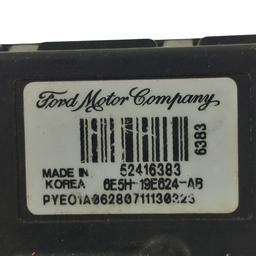 Ford Motor Company
6383
52416383
MADE IN
KOREA 6E5H-19E624-AB
PYE01A06280711130323